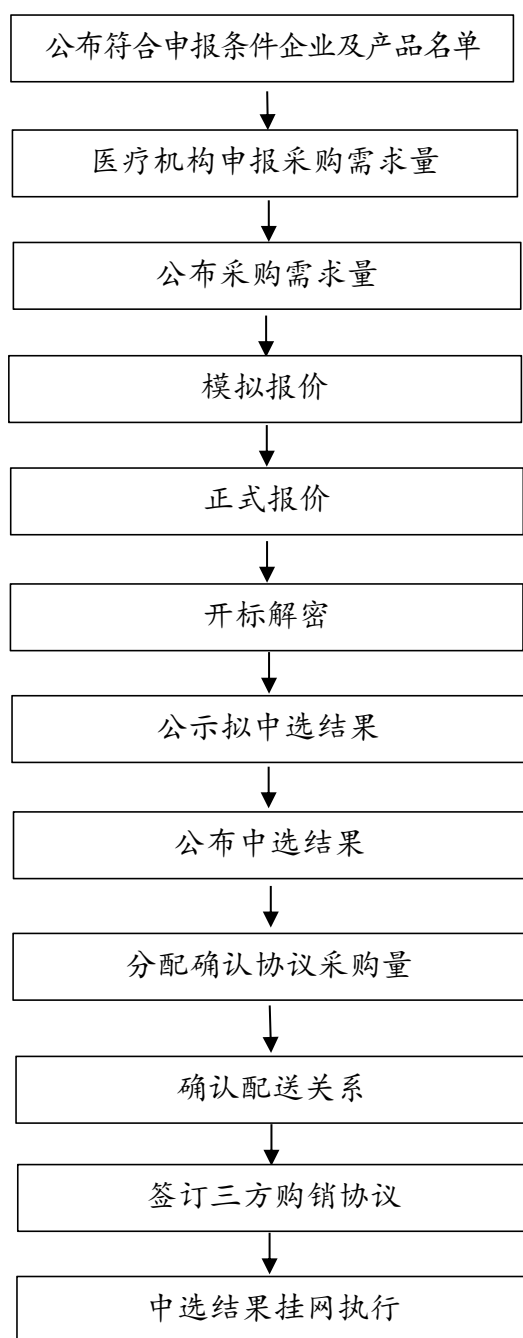 公布符合申报条件企业及产品名单
医疗机构申报采购需求量
公布采购需求量
模拟报价
正式报价
开标解密
公示拟中选结果
公布中选结果
分配确认协议采购量
确认配送关系
签订三方购销协议
中选结果挂网执行